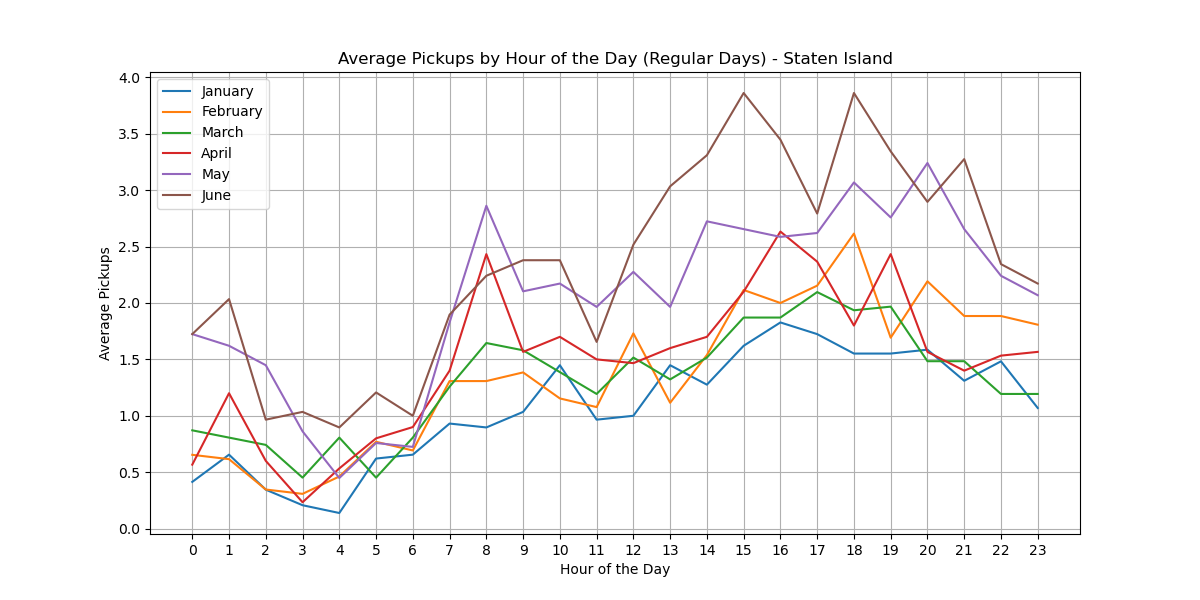 Average Pickups by Hour of the Day (Regular Days) - Staten Island
4.0
3.5
3.0
2.5
2.0
1.5
1.0
0.5
0.0
Average Pickups
January
February
March
April
May
June
0 1 2 3 4 5 6 7 8 9 10 11 12 13 14 15 16 17 18 19 20 21 22 23
Hour of the Day